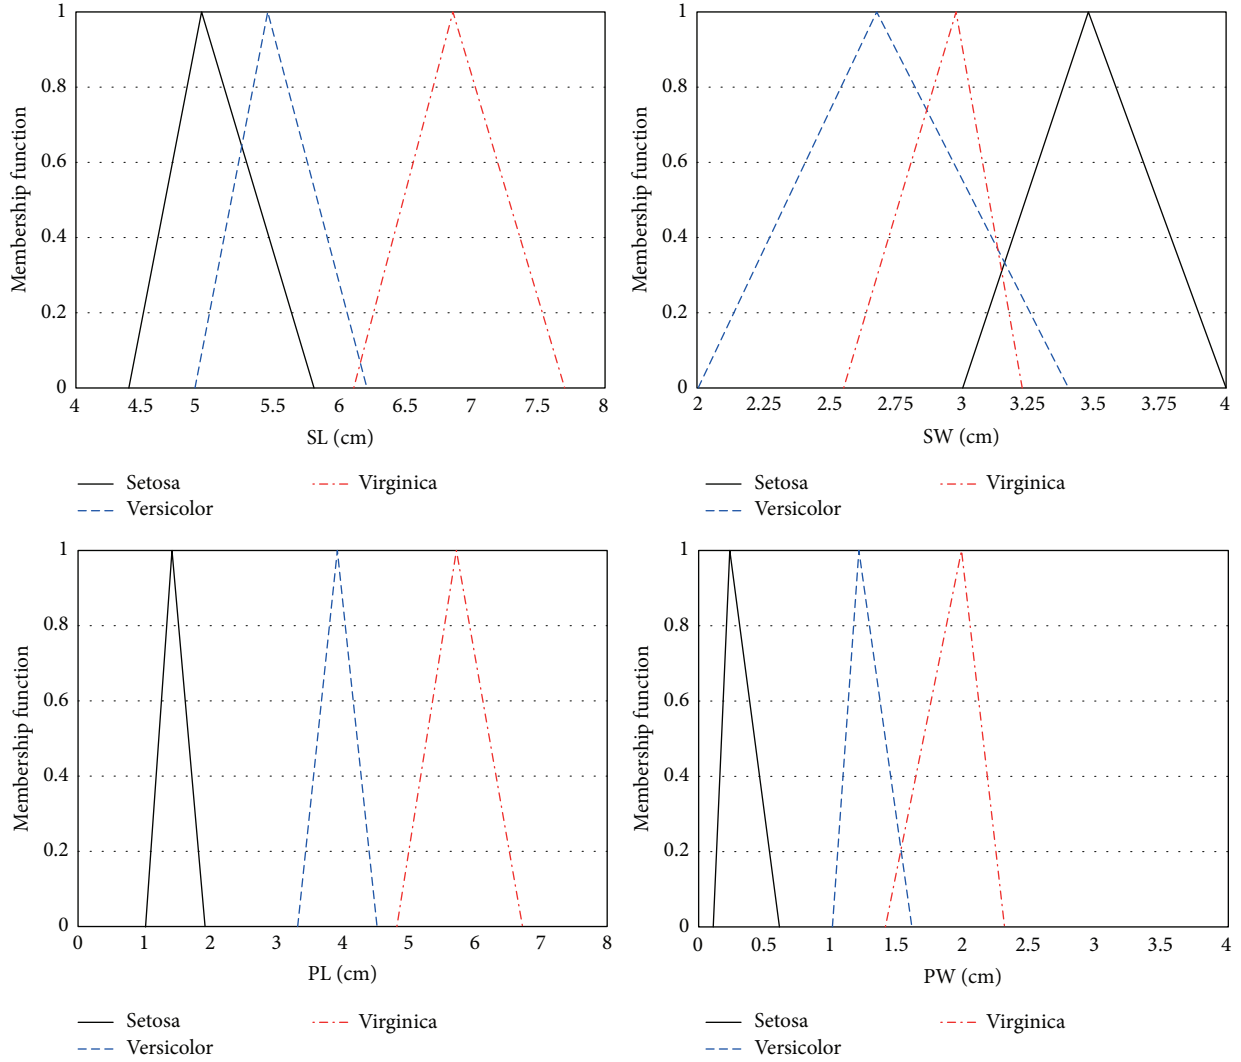 1
0.8
0.6
0.4
0.2
0
Membership function
4 4.5 5 5.5 6 6.5 7 7.5 8
SL (cm)
Setosa Virginica
Versicolor
1
0.8
0.6
0.4
0.2
0
Membership function
2 2.25 2.5 2.75 3 3.25 3.5 3.75 4
SW (cm)
Setosa Virginica
Versicolor
1
0.8
0.6
0.4
0.2
0
Membership function
0 1 2 3 4 5 6 7 8
PL (cm)
Setosa Virginica
Versicolor
1
0.8
0.6
0.4
0.2
0
Membership function
0 0.5 1 1.5 2 2.5 3 3.5 4
PW (cm)
Setosa Virginica
Versicolor